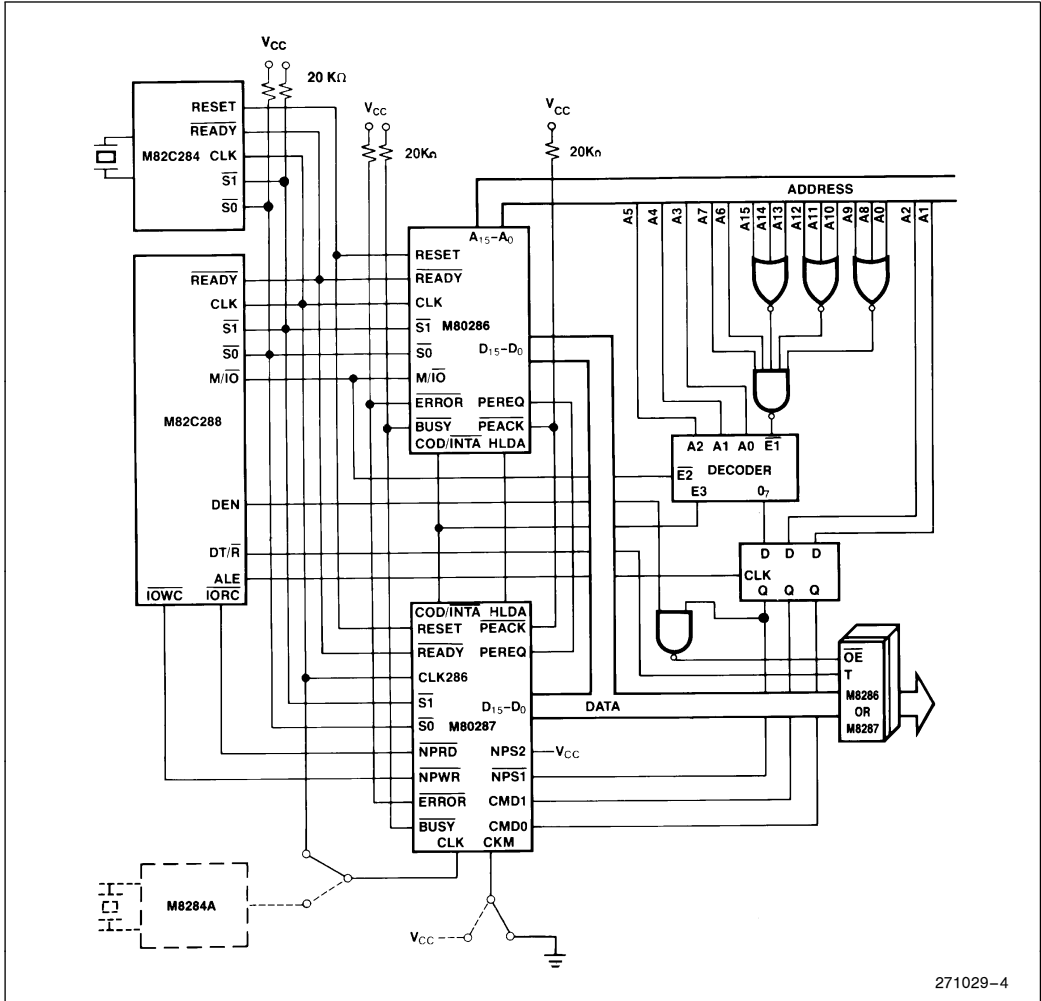 VCC
20 KΩ
RESET
READY
M82C284 CLK
S1
S0
VCC
20KΩ
VCC
20KΩ
ADDRESS
A5
A4
A3
A7
A6
A15
A14
A13
A12
A11
A10
A9
A8
A0
A2
A1
READY
CLK
S1
S0
M/IO
M82C288
DEN
DT/R
ALE
IOWC
IORC
A15–A0
RESET
READY
CLK
S1
M80286
S0
D15–D0
M/IO
ERROR
PEREQ
BUSY
PEACK
COD/INTA HLDA
A2 A1 A0 E1
DECODER
E2
E3
07
D D D
CLK
Q Q Q
COD/INTA HLDA
RESET
PEACK
READY
PEREQ
CLK286
S1
D15–D0
S0
M80287
DATA
NPRD
NPS2
VCC
NPWR
NPS1
ERROR
CMD1
BUSY
CMD0
CLK
CKM
OE
T
M8286
OR
M8287
M8284A
VCC
271029–4